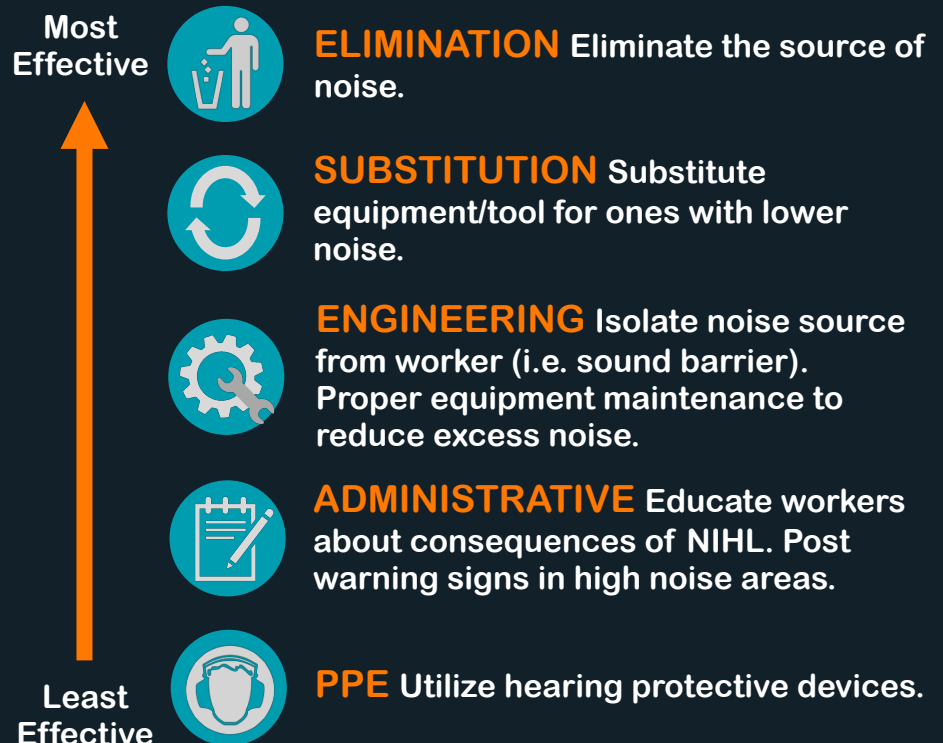 Most
Effective
ELIMINATION Eliminate the source of
noise.
SUBSTITUTION Substitute
equipment/tool for ones with lower
noise.
ENGINEERING Isolate noise source
from worker (i.e. sound barrier).
Proper equipment maintenance to
reduce excess noise.
ADMINISTRATIVE Educate workers
about consequences of NIHL. Post
warning signs in high noise areas.
PPE Utilize hearing protective devices.
Least
Effective